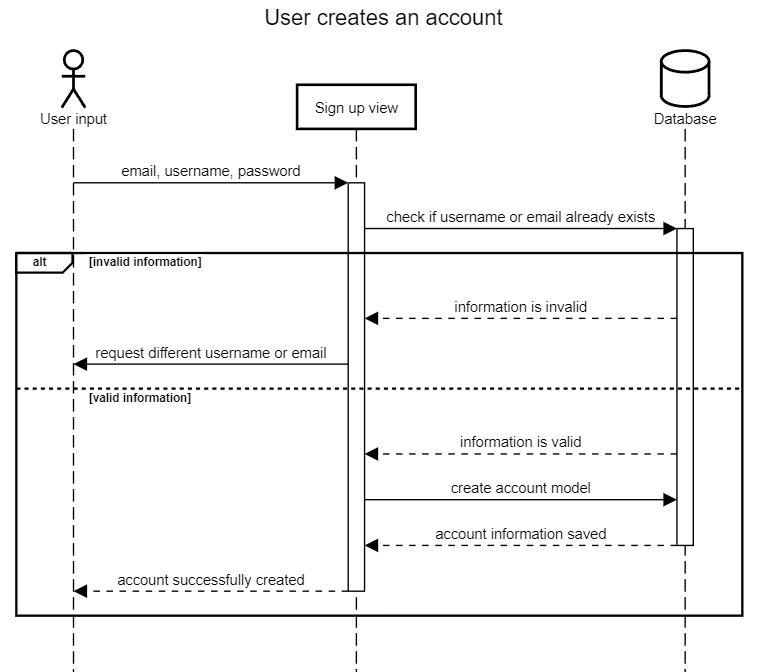 User creates an account
User input
Sign up view
Database
email, username, password
check if username or email already exists
alt
[invalid information]
information is invalid
request different username or email
[valid information]
information is valid
create account model
account information saved
account successfully created